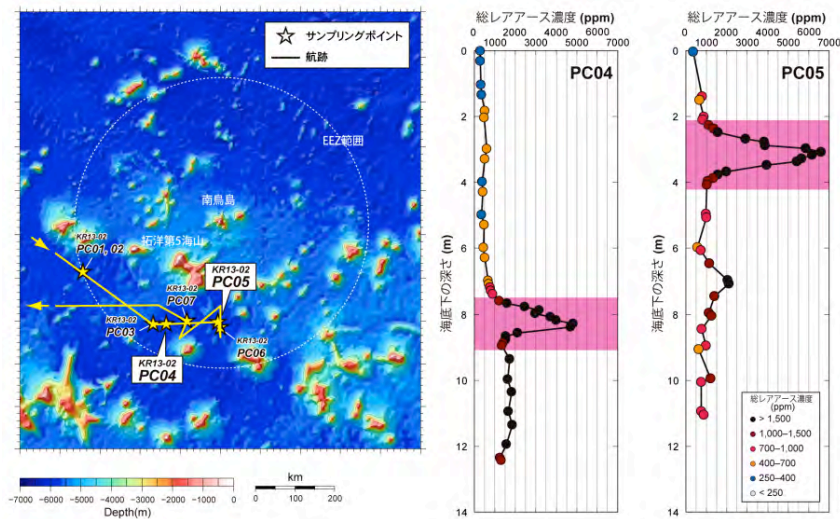 サンプリングポイント
航跡
EEZ範囲
南鳥島
拓洋第5海山
KR13-02
PC01, 02
KR13-02
PC05
KR13-02
PC07
KR13-02
PC03
KR13-02
PC06
KR13-02
PC04
km
−7000 −6000 −5000 −4000 −3000 −2000 −1000 0
0 100 200
Depth(m)
総レアアース濃度 (ppm)
0 1000 2000 3000 4000 5000 6000 7000
PC04
海底下の深さ (m)
0
2
4
6
8
10
12
14
総レアアース濃度 (ppm)
0 1000 2000 3000 4000 5000 6000 7000
PC05
海底下の深さ (m)
0
2
4
6
8
10
12
14
総レアアース濃度
(ppm)
> 1,500
1,000–1,500
700–1,000
400–700
250–400
< 250